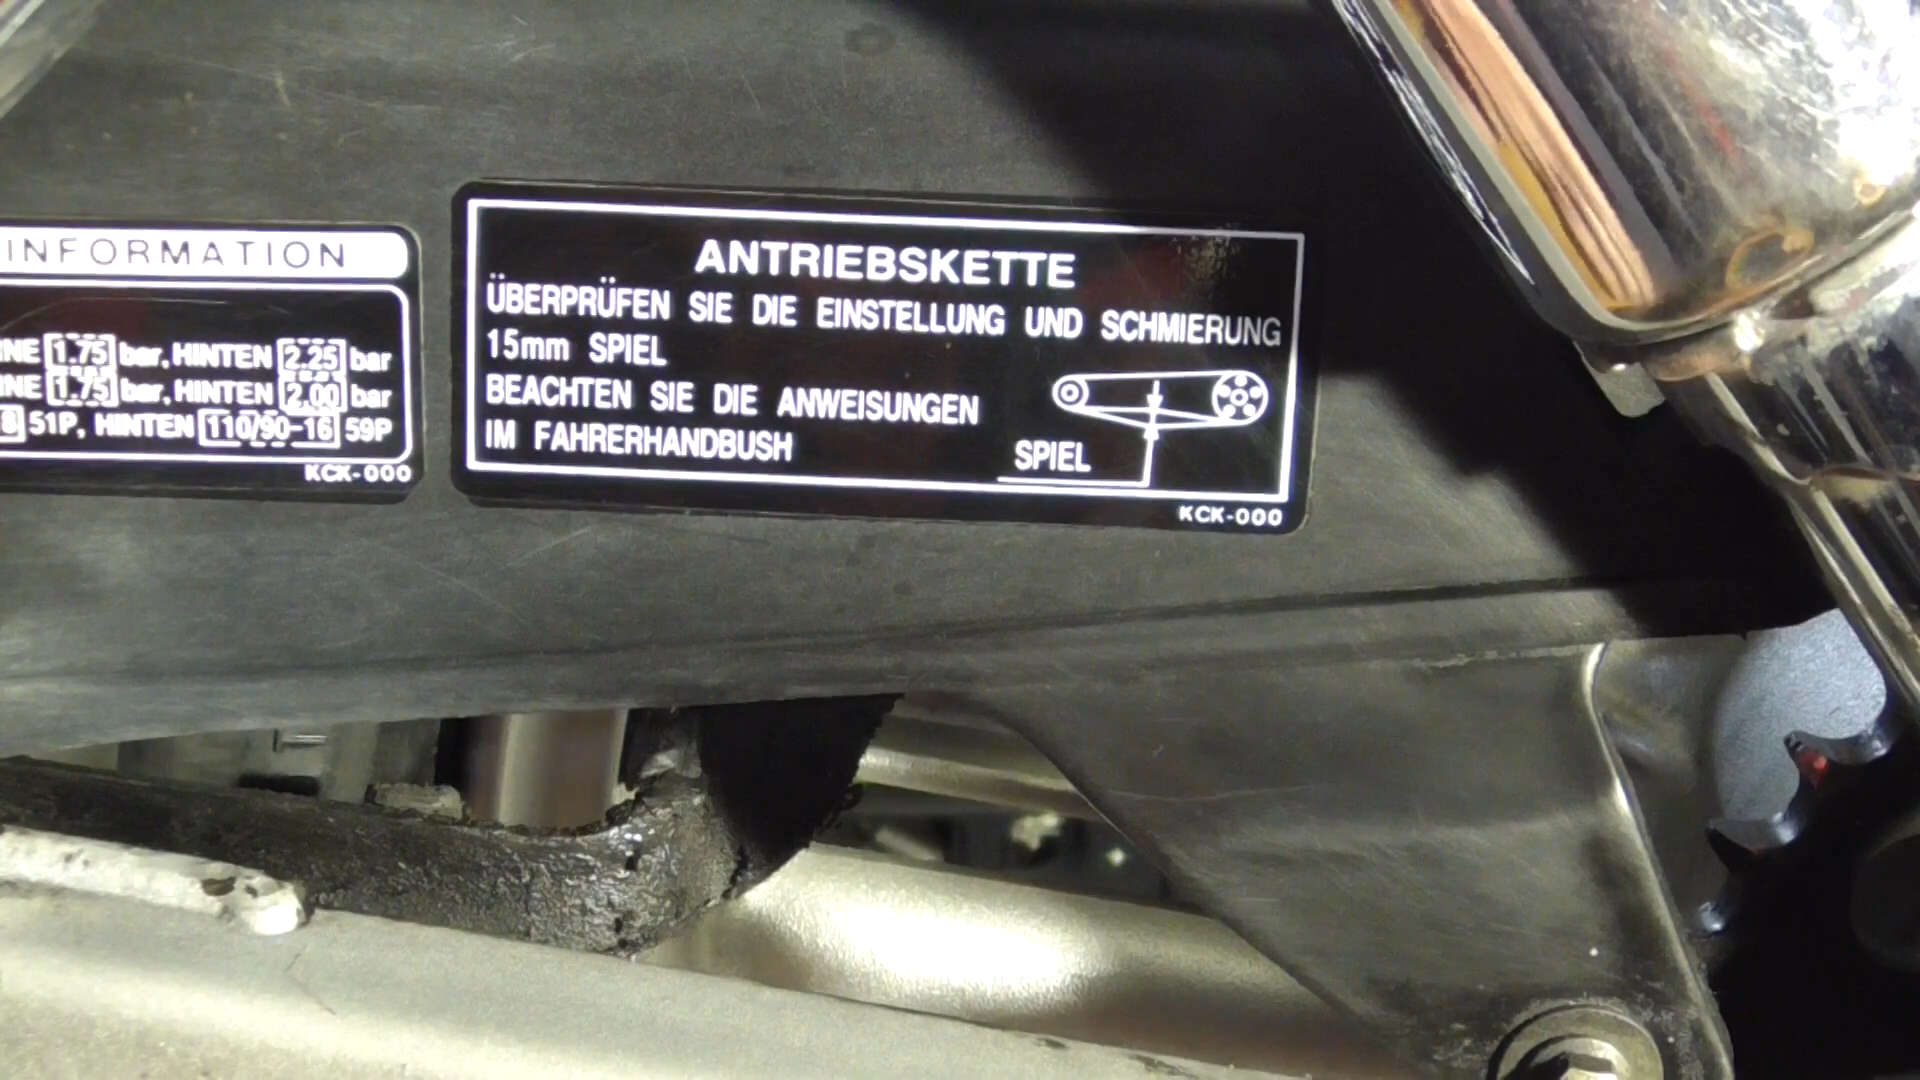 INFORMATION
1.75 bar, HINTEN 2.25 bar
1.75 bar, HINTEN 2.00 bar
51P, HINTEN 110/90-16 59P
KCK-000
ANTRIEBSKETTE
ÜBERPRÜFEN SIE DIE EINSTELLUNG UND SCHMIERUNG
15mm SPIEL
BEACHTEN SIE DIE ANWEISUNGEN
IM FAHRERHANDBUSH
SPIEL
KCK-000